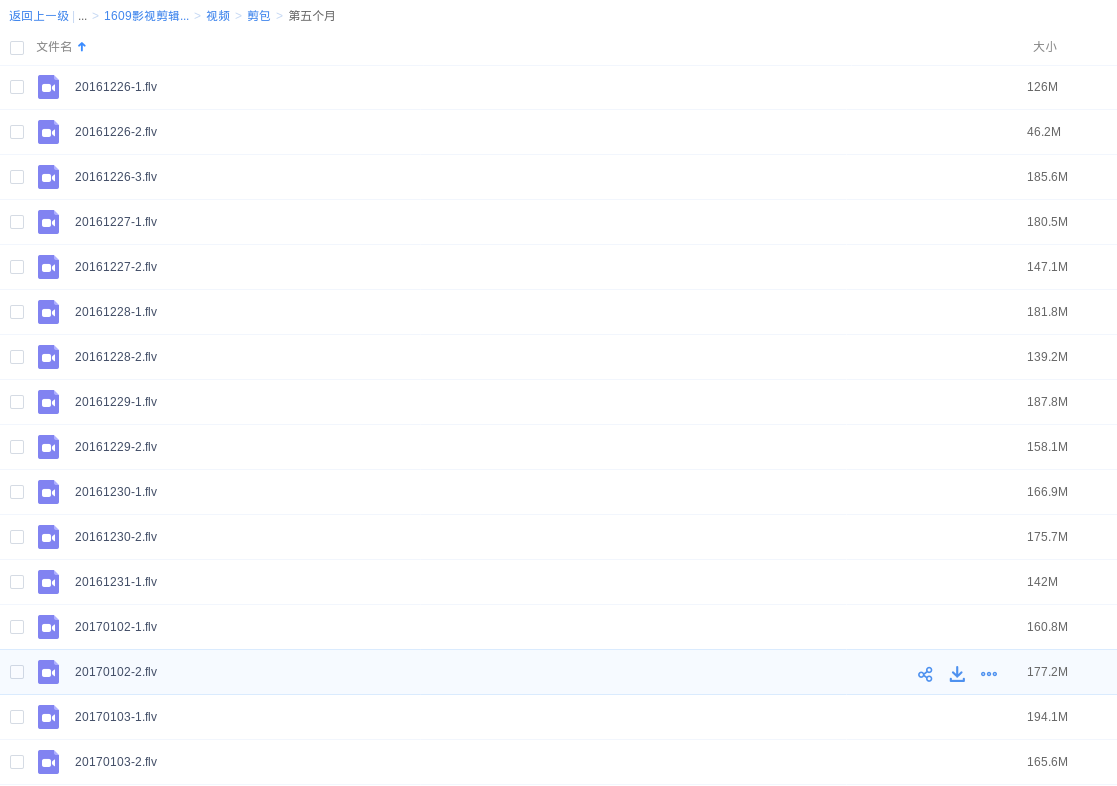 返回上一级 | ... > 1609影视剪辑... > 视频 > 剪包 > 第五个月
文件名 大小
20161226-1.flv 126M
20161226-2.flv 46.2M
20161226-3.flv 185.6M
20161227-1.flv 180.5M
20161227-2.flv 147.1M
20161228-1.flv 181.8M
20161228-2.flv 139.2M
20161229-1.flv 187.8M
20161229-2.flv 158.1M
20161230-1.flv 166.9M
20161230-2.flv 175.7M
20161231-1.flv 142M
20170102-1.flv 160.8M
20170102-2.flv 177.2M
20170103-1.flv 194.1M
20170103-2.flv 165.6M